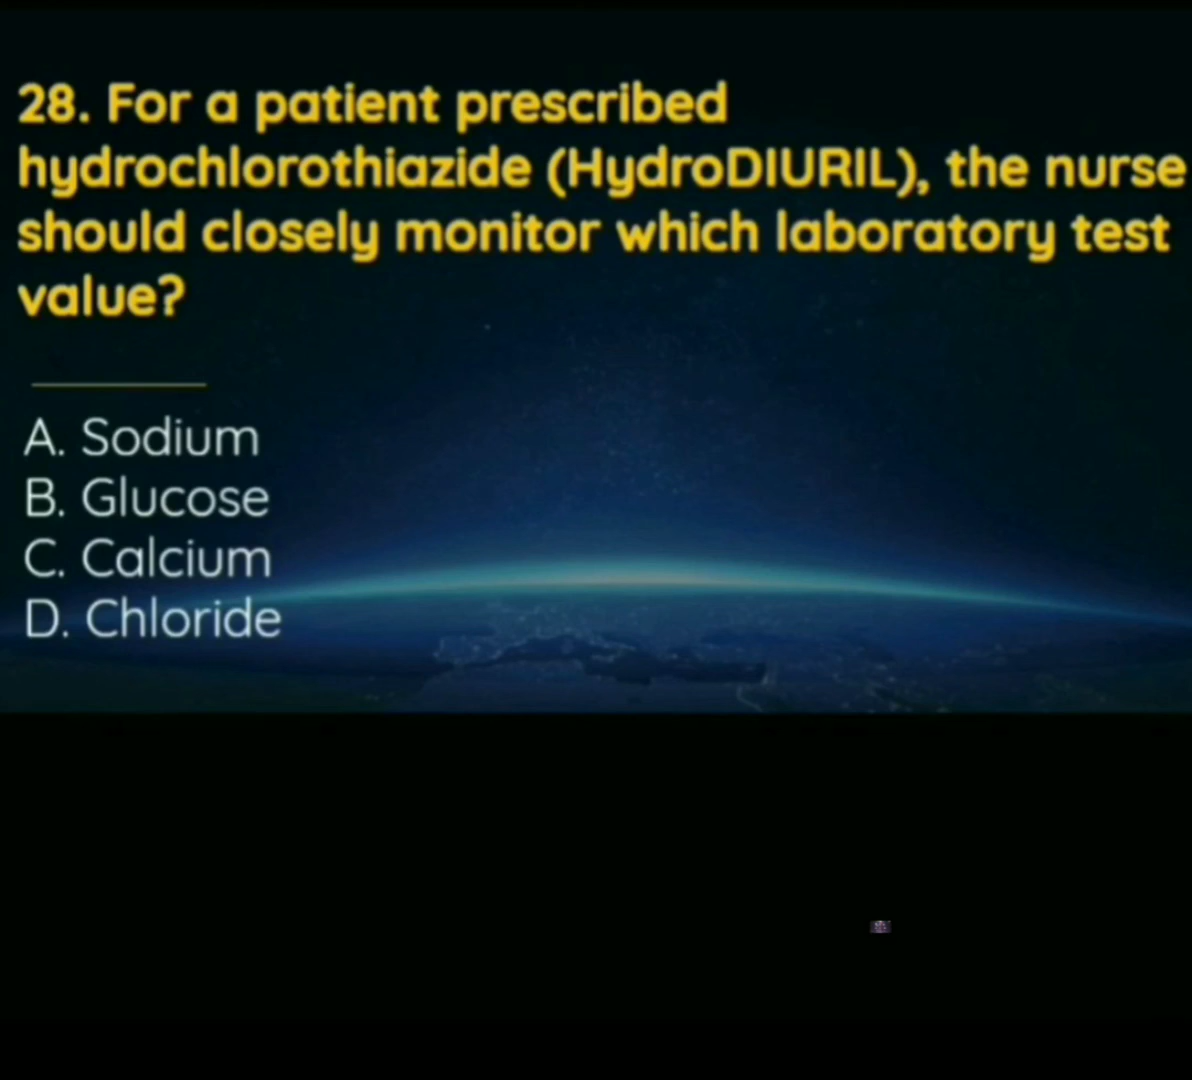 28. For a patient prescribed
hydrochlorothiazide (HydroDIURIL), the nurse
should closely monitor which laboratory test
value?
A. Sodium
B. Glucose
C. Calcium
D. Chloride